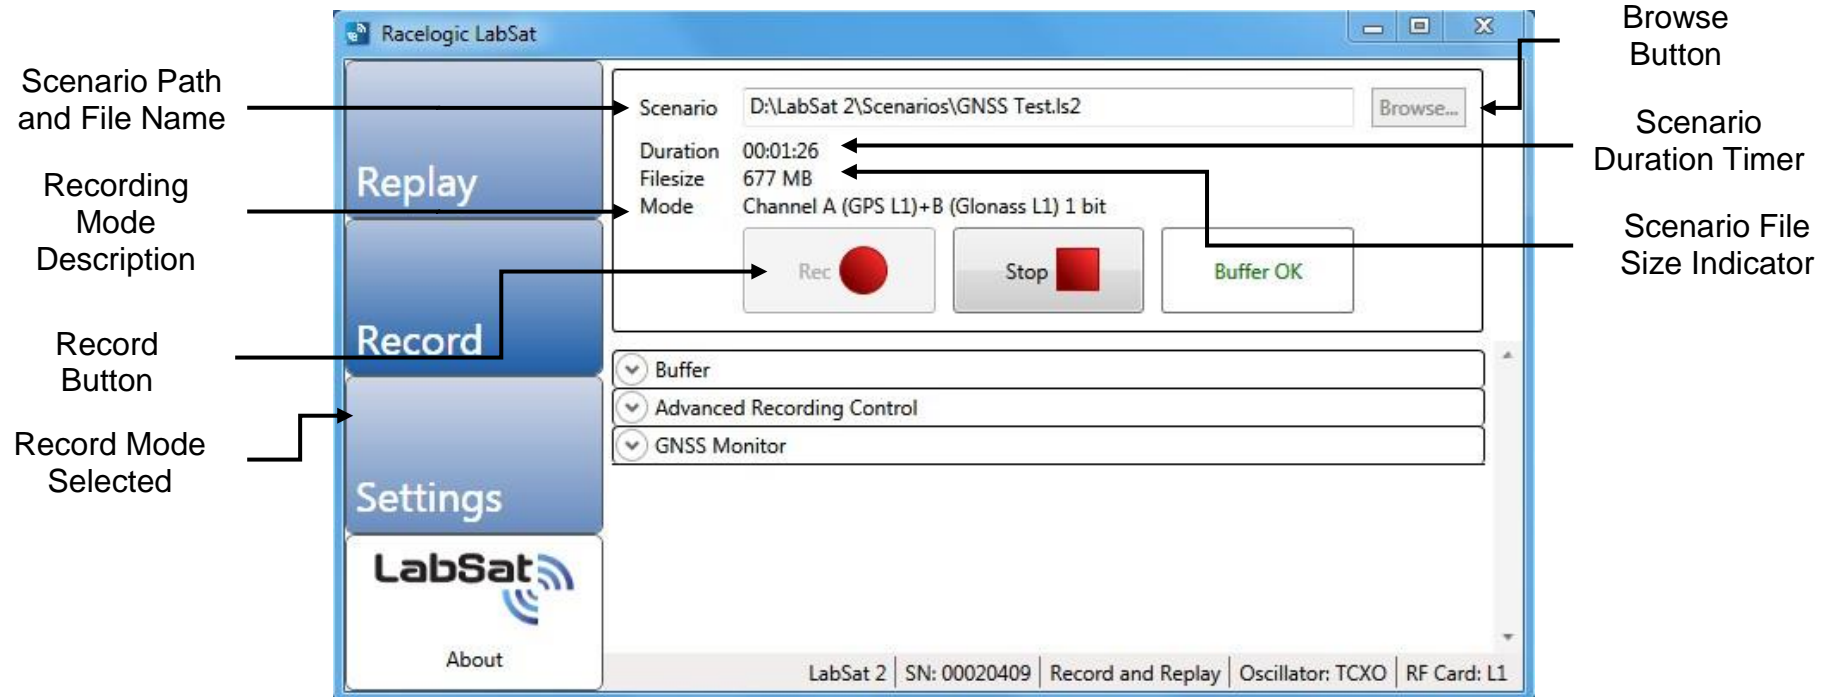 Racelogic LabSat
Browse
Button
Scenario Path
and File Name
Scenario
D:\LabSat 2\Scenarios\GNSS Test.ls2
Browse...
Scenario
Duration Timer
Duration
00:01:26
Replay
Filesize
677 MB
Recording
Mode
Description
Mode
Channel A (GPS L1)+B (Glonass L1) 1 bit
Scenario File
Size Indicator
Rec
Stop
Buffer OK
Record
Record
Button
Buffer
Advanced Recording Control
GNSS Monitor
Record Mode
Selected
Settings
LabSat
About
LabSat 2
SN: 00020409
Record and Replay
Oscillator: TCXO
RF Card: L1